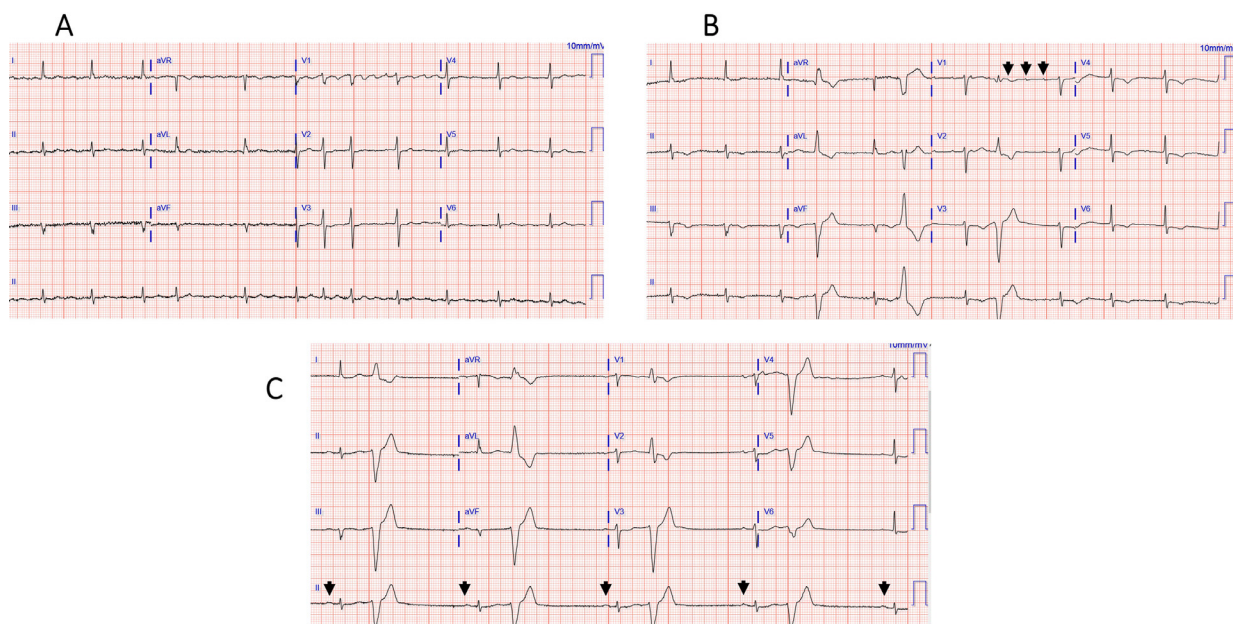 A
10mm/mV
I aVR V1 V4
II aVL V2 V5
III aVF V3 V6
II
B
10mm/mV
I aVR V1 V4
II aVL V2 V5
III aVF V3 V6
II
C
10mm/mV
I aVR V1 V4
II aVL V2 V5
III aVF V3 V6
II